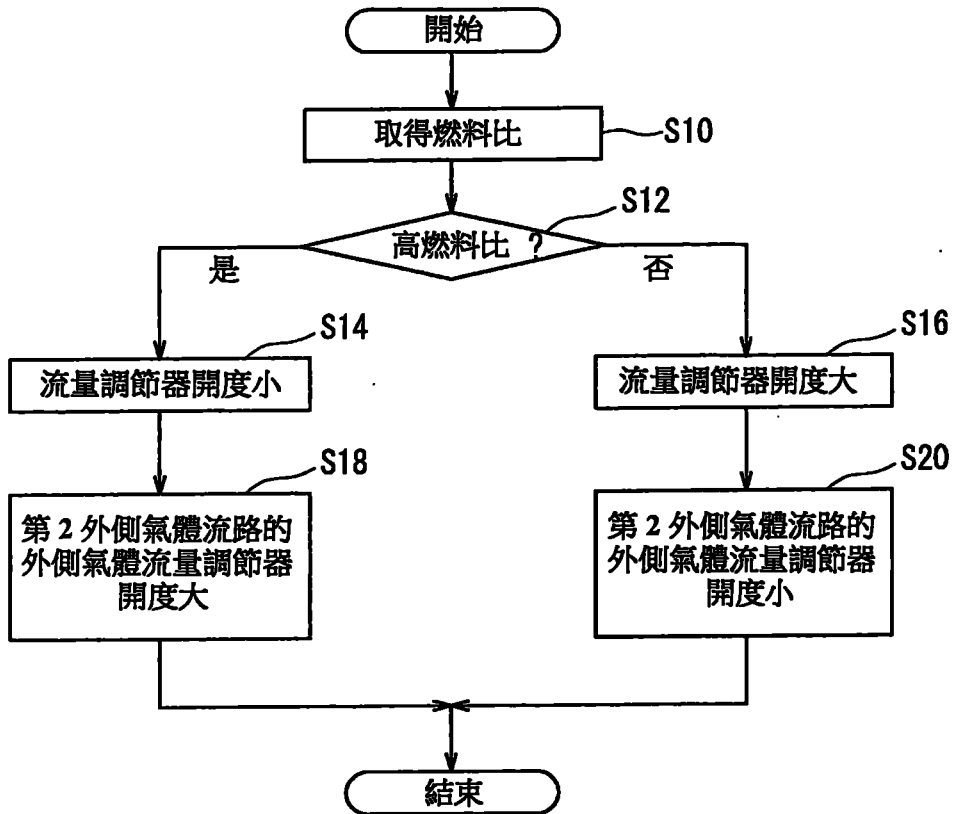 開始
取得燃料比
S10
S12
高燃料比 ?
是
否
S14
流量調節器開度小
S16
流量調節器開度大
S18
第2外側氣體流路的
外側氣體流量調節器
開度大
S20
第2外側氣體流路的
外側氣體流量調節器
開度小
結束